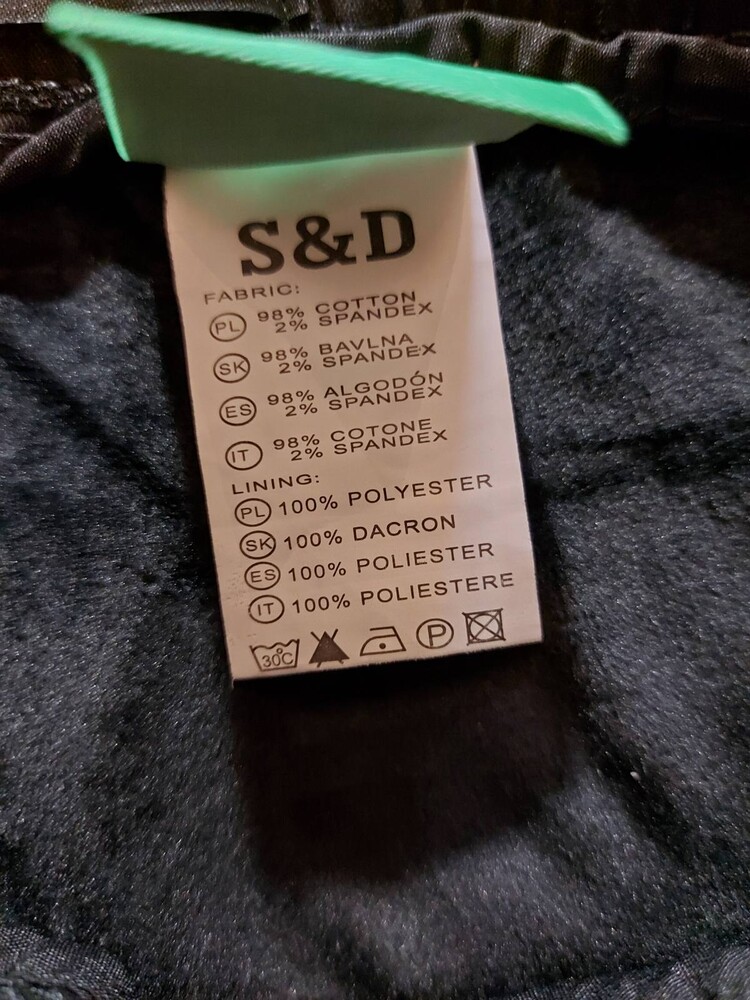 S&D
FABRIC:
PL 98% COTTON
2% SPANDEX
SK 98% BAVLNA
2% SPANDEX
ES 98% ALGODÓN
2% SPANDEX
IT 98% COTONE
2% SPANDEX
LINING:
PL 100% POLYESTER
SK 100% DACRON
ES 100% POLIESTER
IT 100% POLIESTERE
30°C P